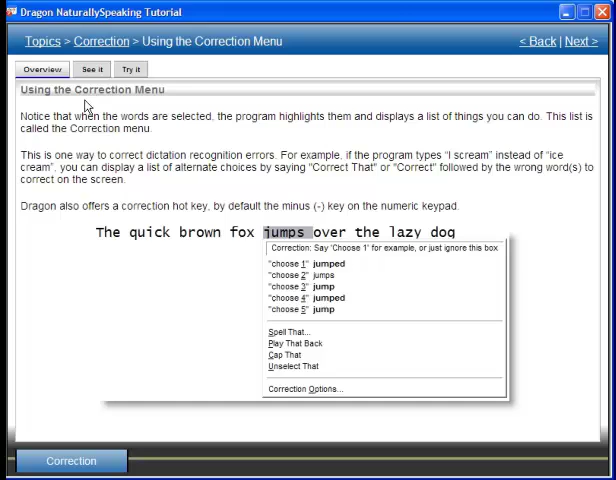 Dragon NaturallySpeaking Tutorial
Topics > Correction > Using the Correction Menu
< Back | Next >
Overview
See it
Try it
Using the Correction Menu
Notice that when the words are selected, the program highlights them and displays a list of things you can do. This list is
called the Correction menu.
This is one way to correct dictation recognition errors. For example, if the program types "I scream" instead of "ice
cream", you can display a list of alternate choices by saying "Correct That" or "Correct" followed by the wrong word(s) to
correct on the screen.
Dragon also offers a correction hot key, by default the minus (-) key on the numeric keypad.
The quick brown fox jumps over the lazy dog
Correction: Say 'Choose 1' for example, or just ignore this box
"choose 1" jumped
"choose 2" jumps
"choose 3" jump
"choose 4" jumped
"choose 5" jump
Spell That...
Play That Back
Cap That
Unselect That
Correction Options...
Correction